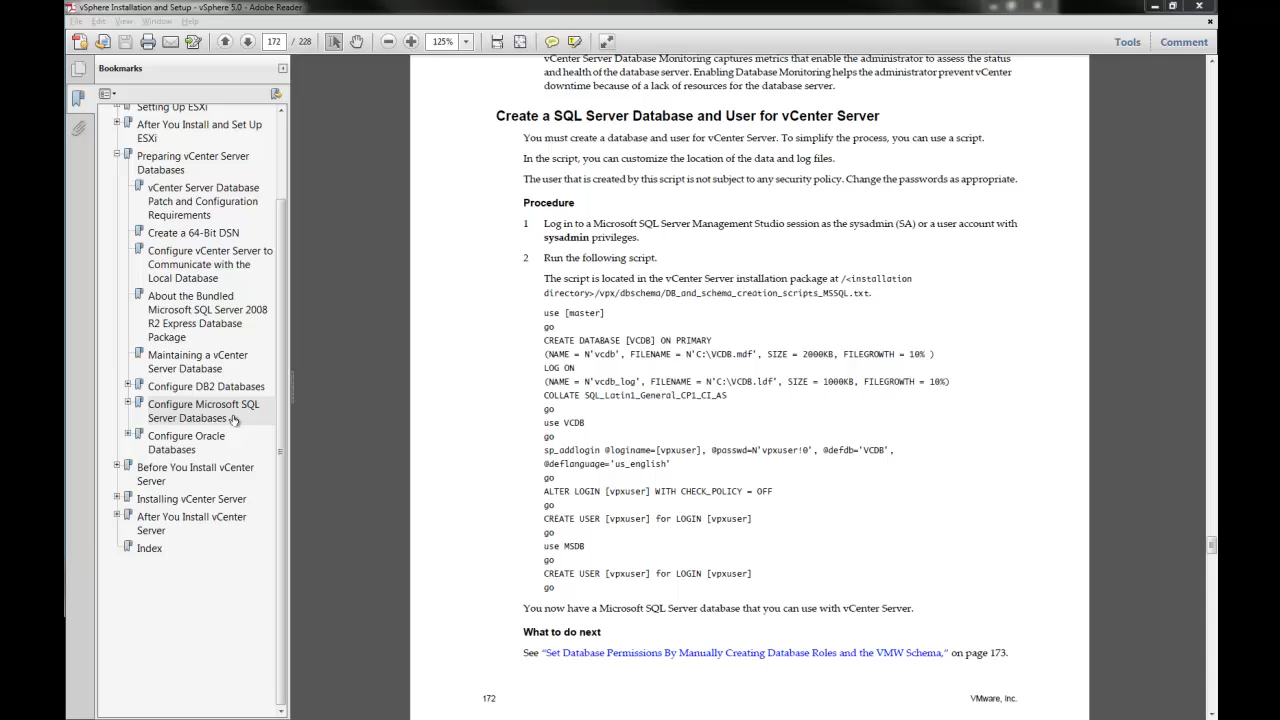 vSphere Installation and Setup - vSphere 5.0 - Adobe Reader
File Edit View Window Help
172 / 228
125%
Tools
Comment
Bookmarks
Setting Up ESXi
After You Install and Set Up
ESXi
Preparing vCenter Server
Databases
vCenter Server Database
Patch and Configuration
Requirements
Create a 64-Bit DSN
Configure vCenter Server to
Communicate with the
Local Database
About the Bundled
Microsoft SQL Server 2008
R2 Express Database
Package
Maintaining a vCenter
Server Database
Configure DB2 Databases
Configure Microsoft SQL
Server Databases
Configure Oracle
Databases
Before You Install vCenter
Server
Installing vCenter Server
After You Install vCenter
Server
Index
vCenter Server Database Monitoring captures metrics that enable the administrator to assess the status
and health of the database server. Enabling Database Monitoring helps the administrator prevent vCenter
downtime because of a lack of resources for the database server.
Create a SQL Server Database and User for vCenter Server
You must create a database and user for vCenter Server. To simplify the process, you can use a script.
In the script, you can customize the location of the data and log files.
The user that is created by this script is not subject to any security policy. Change the passwords as appropriate.
Procedure
1 Log in to a Microsoft SQL Server Management Studio session as the sysadmin (SA) or a user account with
sysadmin privileges.
2 Run the following script.
The script is located in the vCenter Server installation package at /<installation
directory>/vpx/dbschema/DB_and_schema_creation_scripts_MSSQL.txt.
use [master]
go
CREATE DATABASE [VCDB] ON PRIMARY
(NAME = N'vcdb', FILENAME = N'C:\VCDB.mdf', SIZE = 2000KB, FILEGROWTH = 10% )
LOG ON
(NAME = N'vcdb_log', FILENAME = N'C:\VCDB.ldf', SIZE = 1000KB, FILEGROWTH = 10%)
COLLATE SQL_Latin1_General_CP1_CI_AS
go
use VCDB
go
sp_addlogin @loginame=[vpxuser], @passwd=N'vpxuser!0', @defdb='VCDB',
@deflanguage='us_english'
go
ALTER LOGIN [vpxuser] WITH CHECK_POLICY = OFF
go
CREATE USER [vpxuser] for LOGIN [vpxuser]
go
use MSDB
go
CREATE USER [vpxuser] for LOGIN [vpxuser]
go
You now have a Microsoft SQL Server database that you can use with vCenter Server.
What to do next
See “Set Database Permissions By Manually Creating Database Roles and the VMW Schema,” on page 173.
172
VMware, Inc.